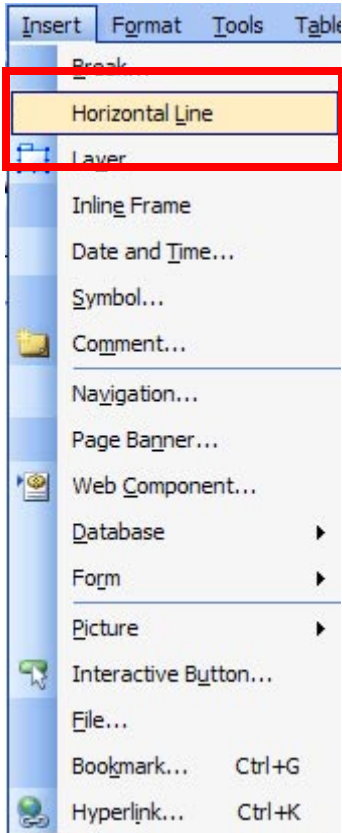 Insert Format Tools Table
Break...
Horizontal Line
Layer
Inline Frame
Date and Time...
Symbol...
Comment...
Navigation...
Page Banner...
Web Component...
Database
Form
Picture
Interactive Button...
File...
Bookmark... Ctrl+G
Hyperlink... Ctrl+K